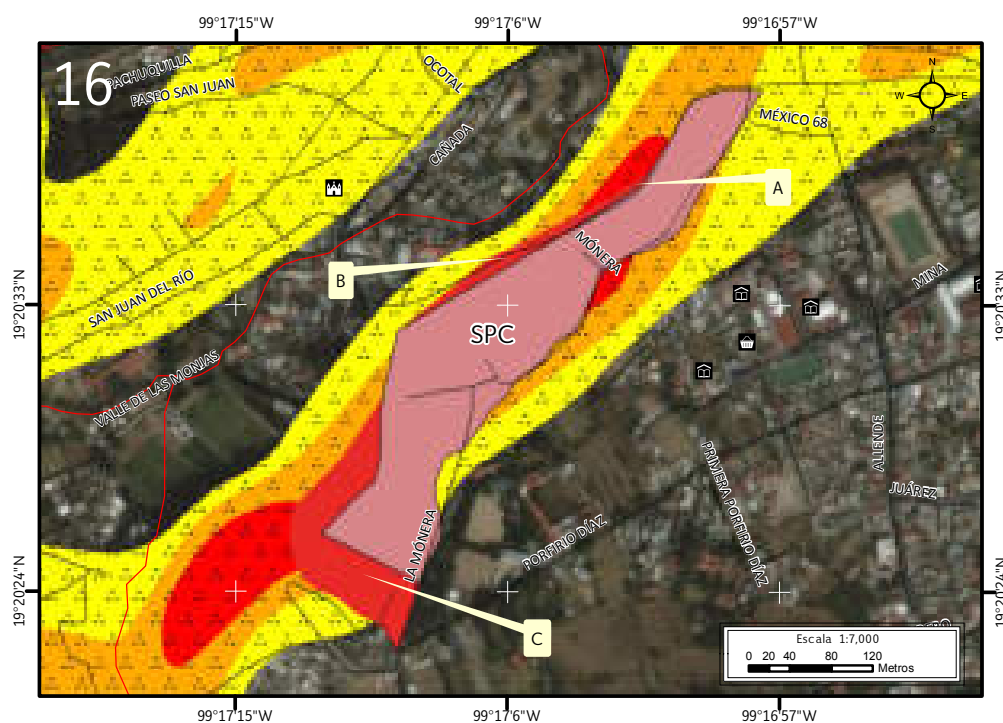 99°17'15"W
99°17'6"W
99°16'57"W
16
PACHUQUILLA
PASEO SAN JUAN
OCOTAL
CAÑADA
N
W
E
S
MÉXICO 68
A
MÓNERA
B
SAN JUAN DEL RÍO
MINA
19°20'33"N
19°20'33"N
SPC
VALLE DE LAS MONJAS
ALLENDE
PRIMERA PORFIRIO DÍAZ
JUÁREZ
LA MÓNERA
PORFIRIO DÍAZ
19°20'24"N
19°20'24"N
C
Escala 1:7,000
0 20 40 80 120
Metros
99°17'15"W
99°17'6"W
99°16'57"W